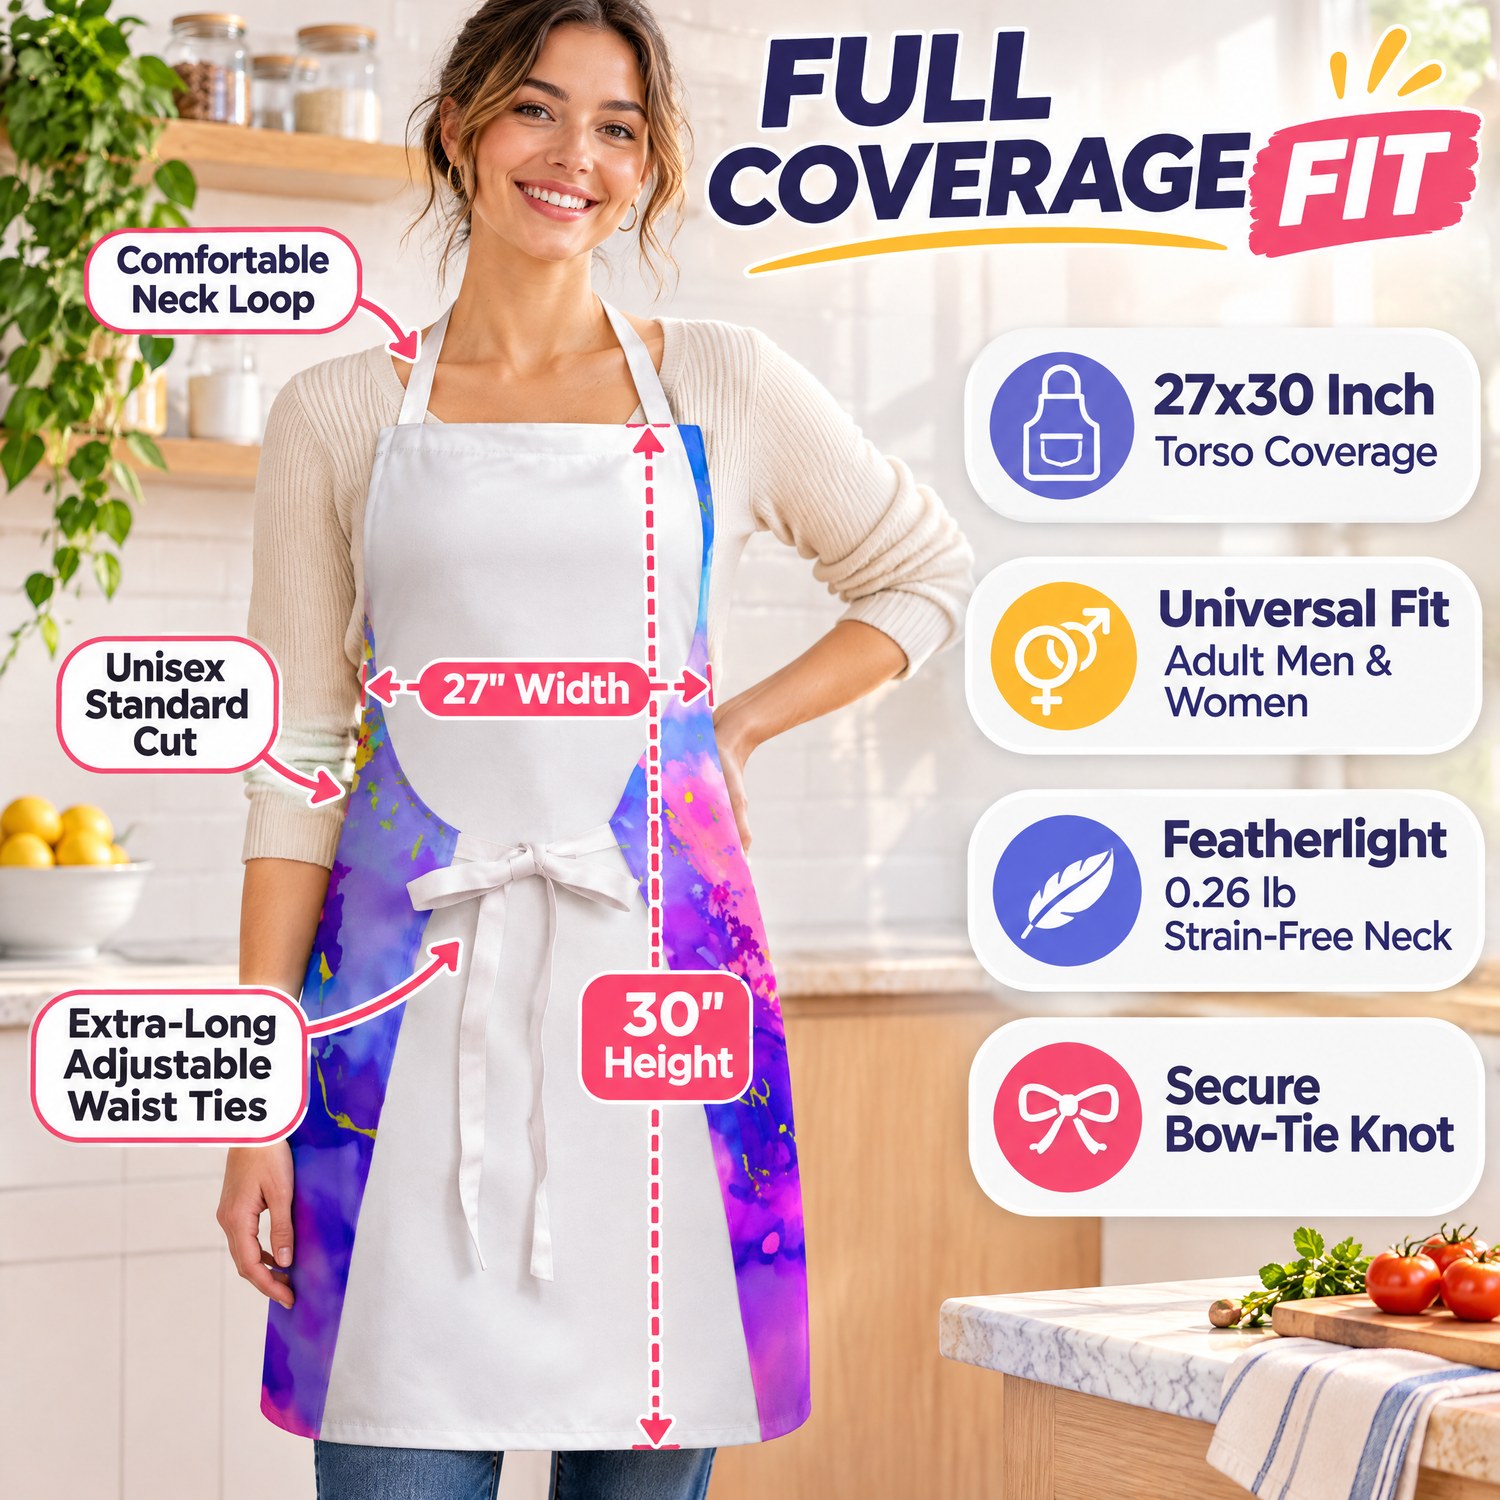 FULL
COVERAGE FIT
Comfortable
Neck Loop
27" Width
Unisex
Standard
Cut
Extra-Long
Adjustable
Waist Ties
30"
Height
27x30 Inch
Torso Coverage
Universal Fit
Adult Men &
Women
Featherlight
0.26 lb
Strain-Free Neck
Secure
Bow-Tie Knot